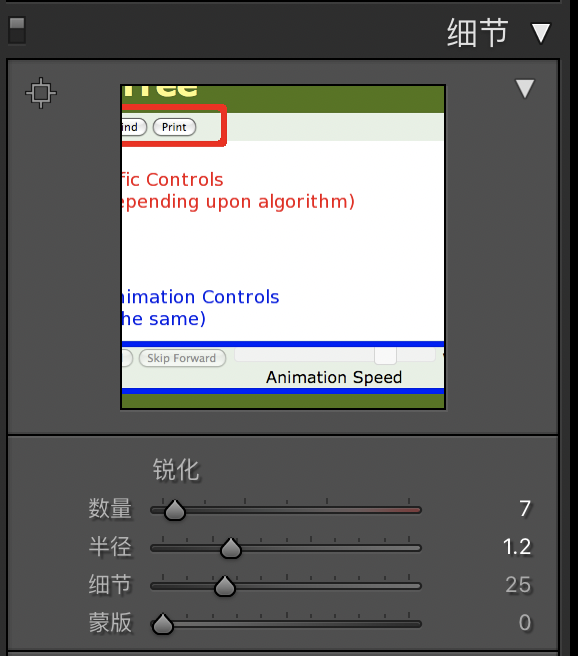 细节
Tree
ind Print
fic Controls
epending upon algorithm)
nimation Controls
he same)
Skip Forward
Animation Speed
锐化
数量 7
半径 1.2
细节 25
蒙版 0